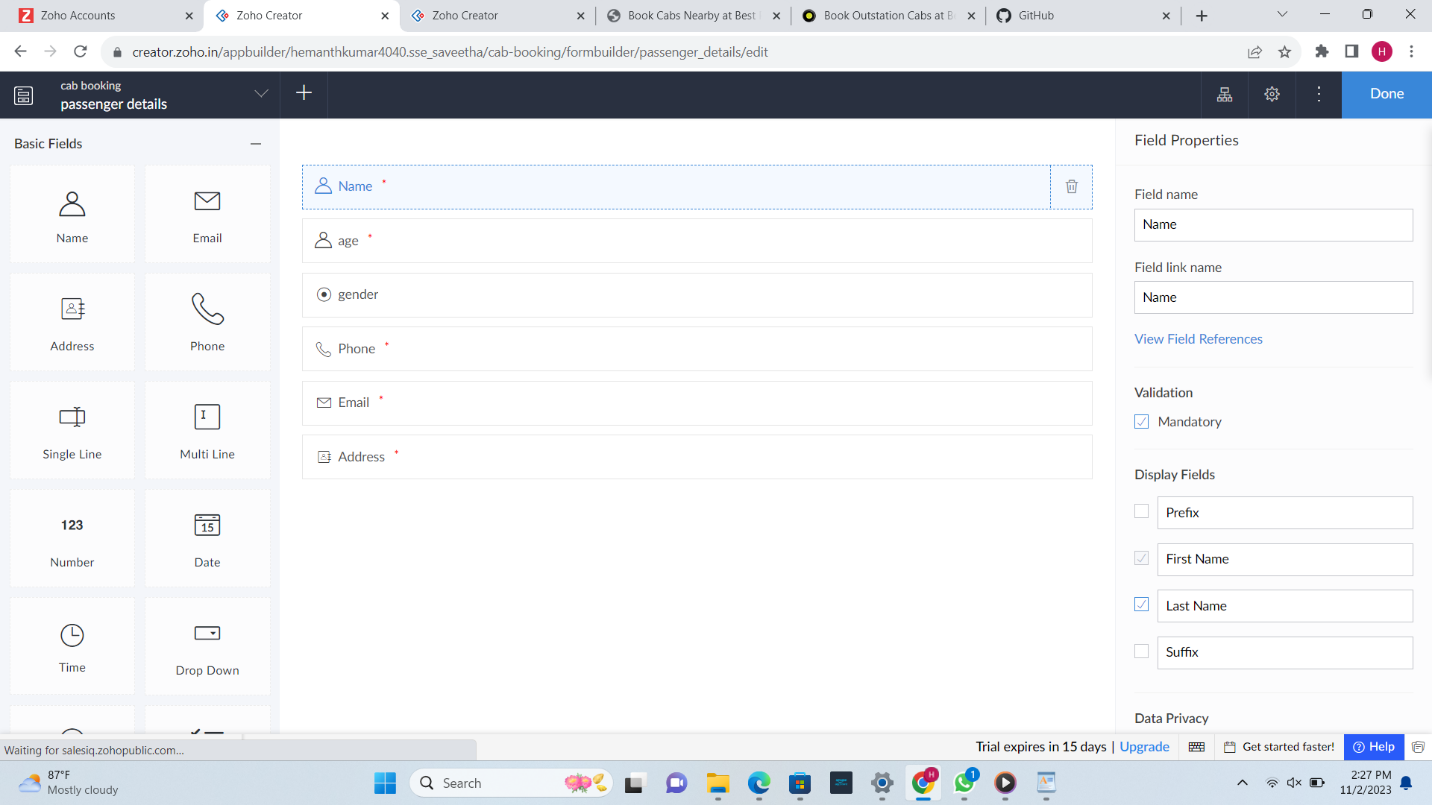 Zoho Accounts
Zoho Creator
Zoho Creator
Book Cabs Nearby at Best
Book Outstation Cabs at B
GitHub
creator.zoho.in/appbuilder/hemanthkumar4040.sse_saveetha/cab-booking/formbuilder/passenger_details/edit
H
cab booking
passenger details
Done
Basic Fields
Name
Email
Address
Phone
Single Line
Multi Line
123
Number
15
Date
Time
Drop Down
Name *
age *
gender
Phone *
Email *
Address *
Field Properties
Field name
Name
Field link name
Name
View Field References
Validation
Mandatory
Display Fields
Prefix
First Name
Last Name
Suffix
Data Privacy
Waiting for salesiq.zohopublic.com...
Trial expires in 15 days | Upgrade
Get started faster!
Help
87°F
Mostly cloudy
Search
H
1
2:27 PM
11/2/2023